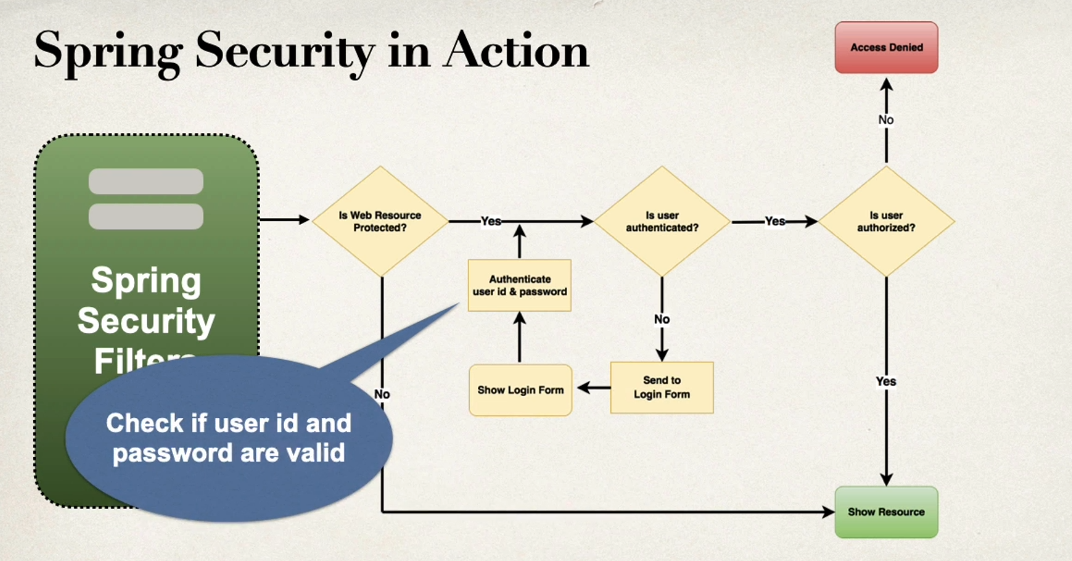 Spring Security in Action
Access Denied
No
Is Web Resource
Protected?
Yes
Is user
authenticated?
Yes
Is user
authorized?
Spring
Security
Filters
Authenticate
user id & password
No
No
Show Login Form
Send to
Login Form
Yes
Check if user id and
password are valid
Show Resource